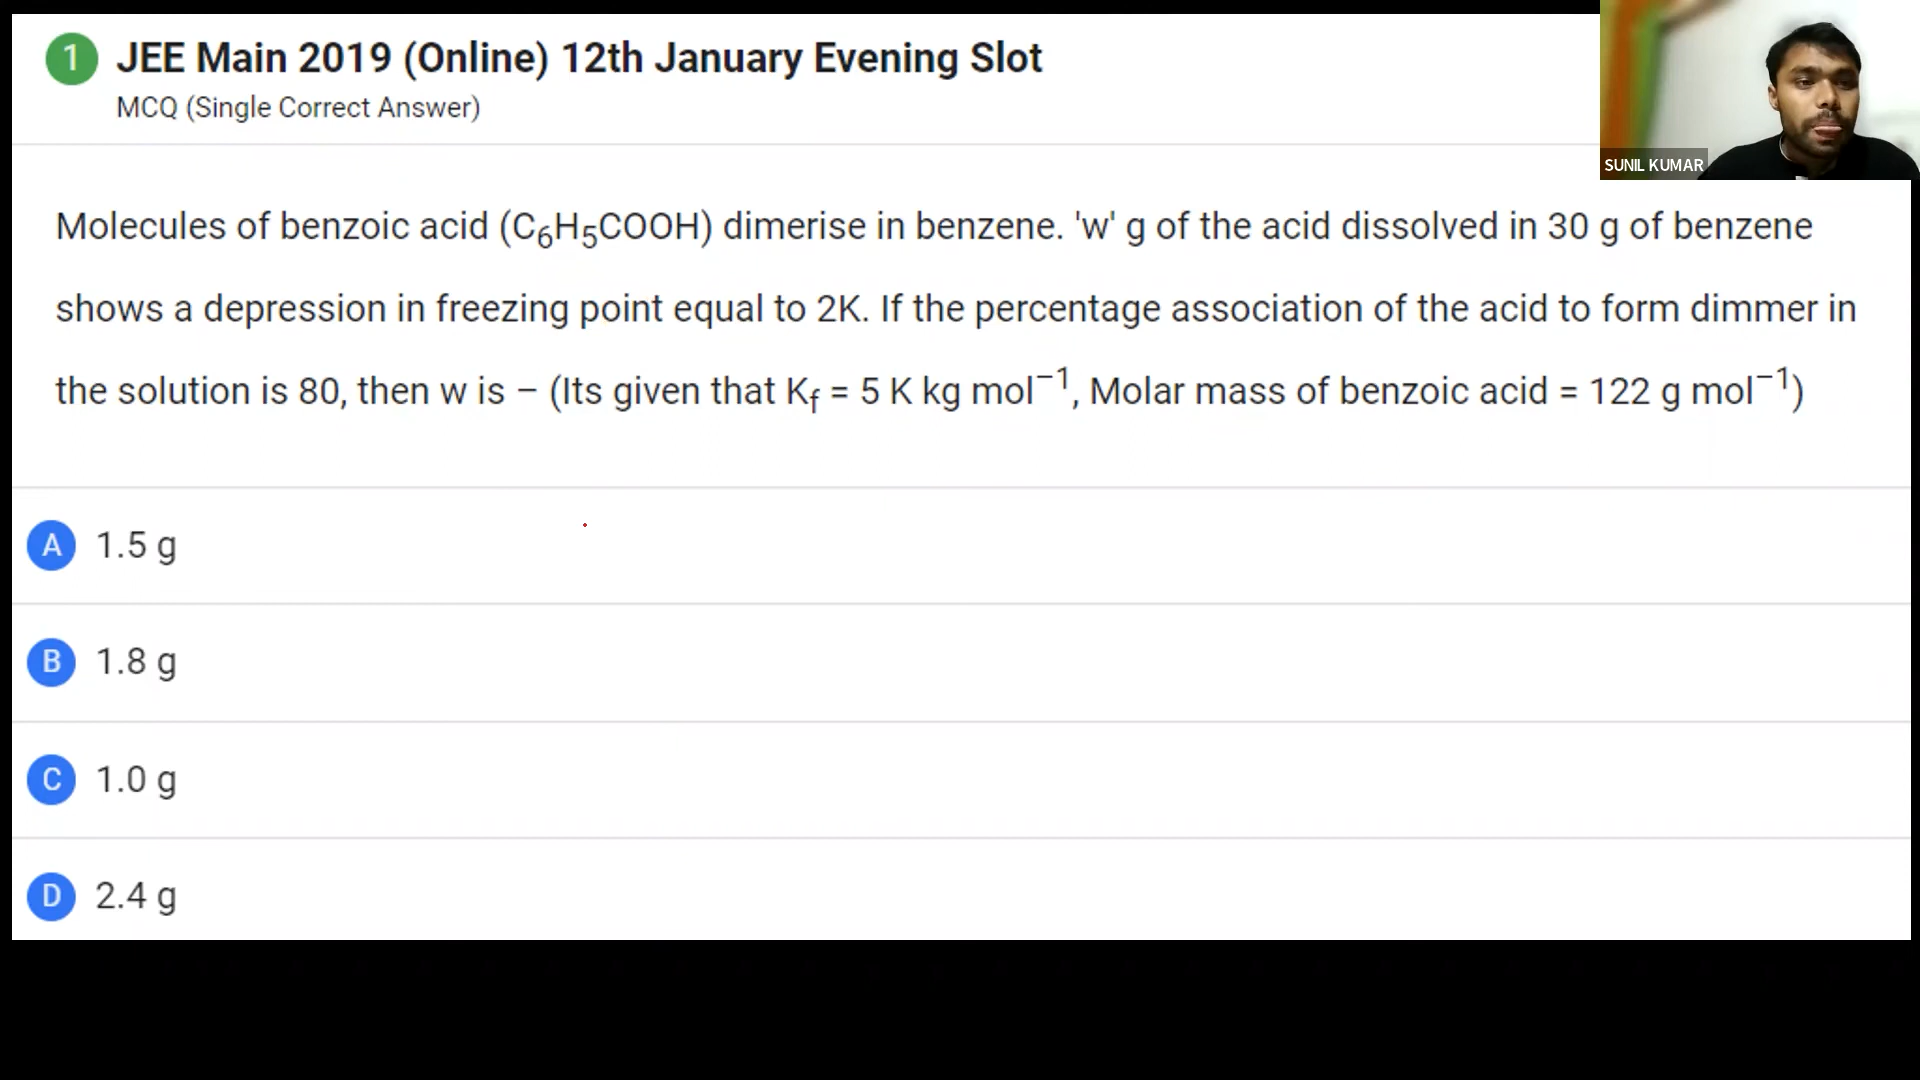 1 JEE Main 2019 (Online) 12th January Evening Slot
MCQ (Single Correct Answer)
SUNIL KUMAR
Molecules of benzoic acid (C₆H₅COOH) dimerise in benzene. 'w' g of the acid dissolved in 30 g of benzene
shows a depression in freezing point equal to 2K. If the percentage association of the acid to form dimmer in
the solution is 80, then w is – (Its given that K_f = 5 K kg mol⁻¹, Molar mass of benzoic acid = 122 g mol⁻¹)
A 1.5 g
B 1.8 g
C 1.0 g
D 2.4 g